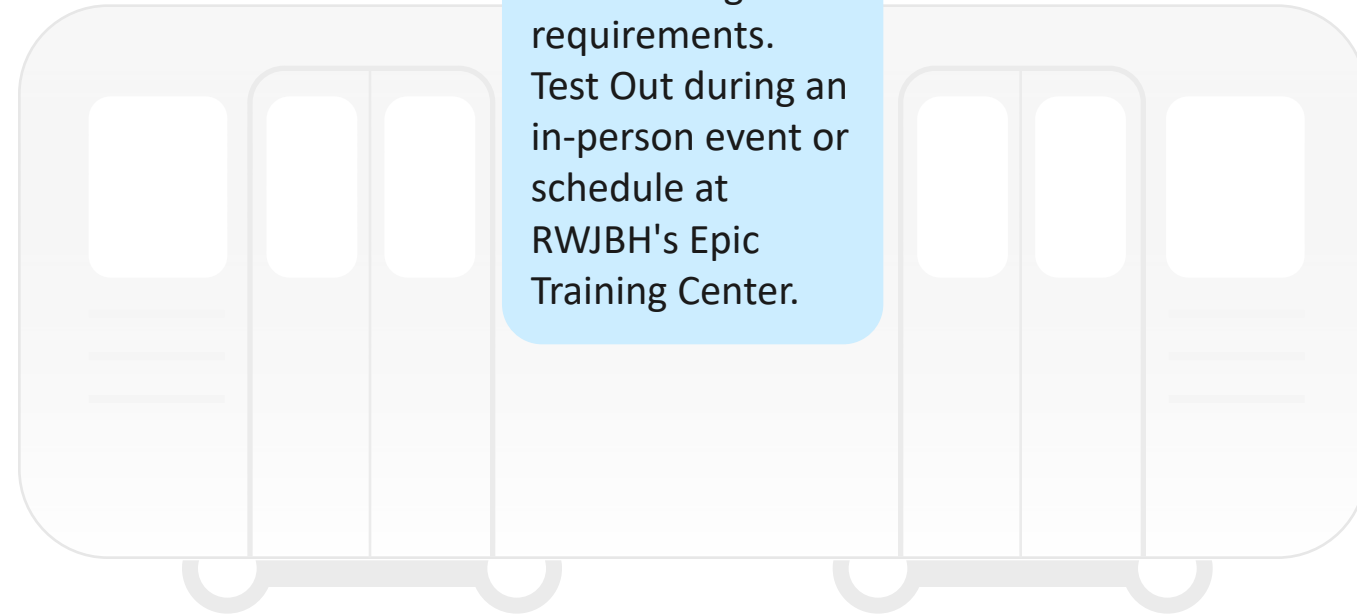 requirements.
Test Out during an
in-person event or
schedule at
RWJBH's Epic
Training Center.